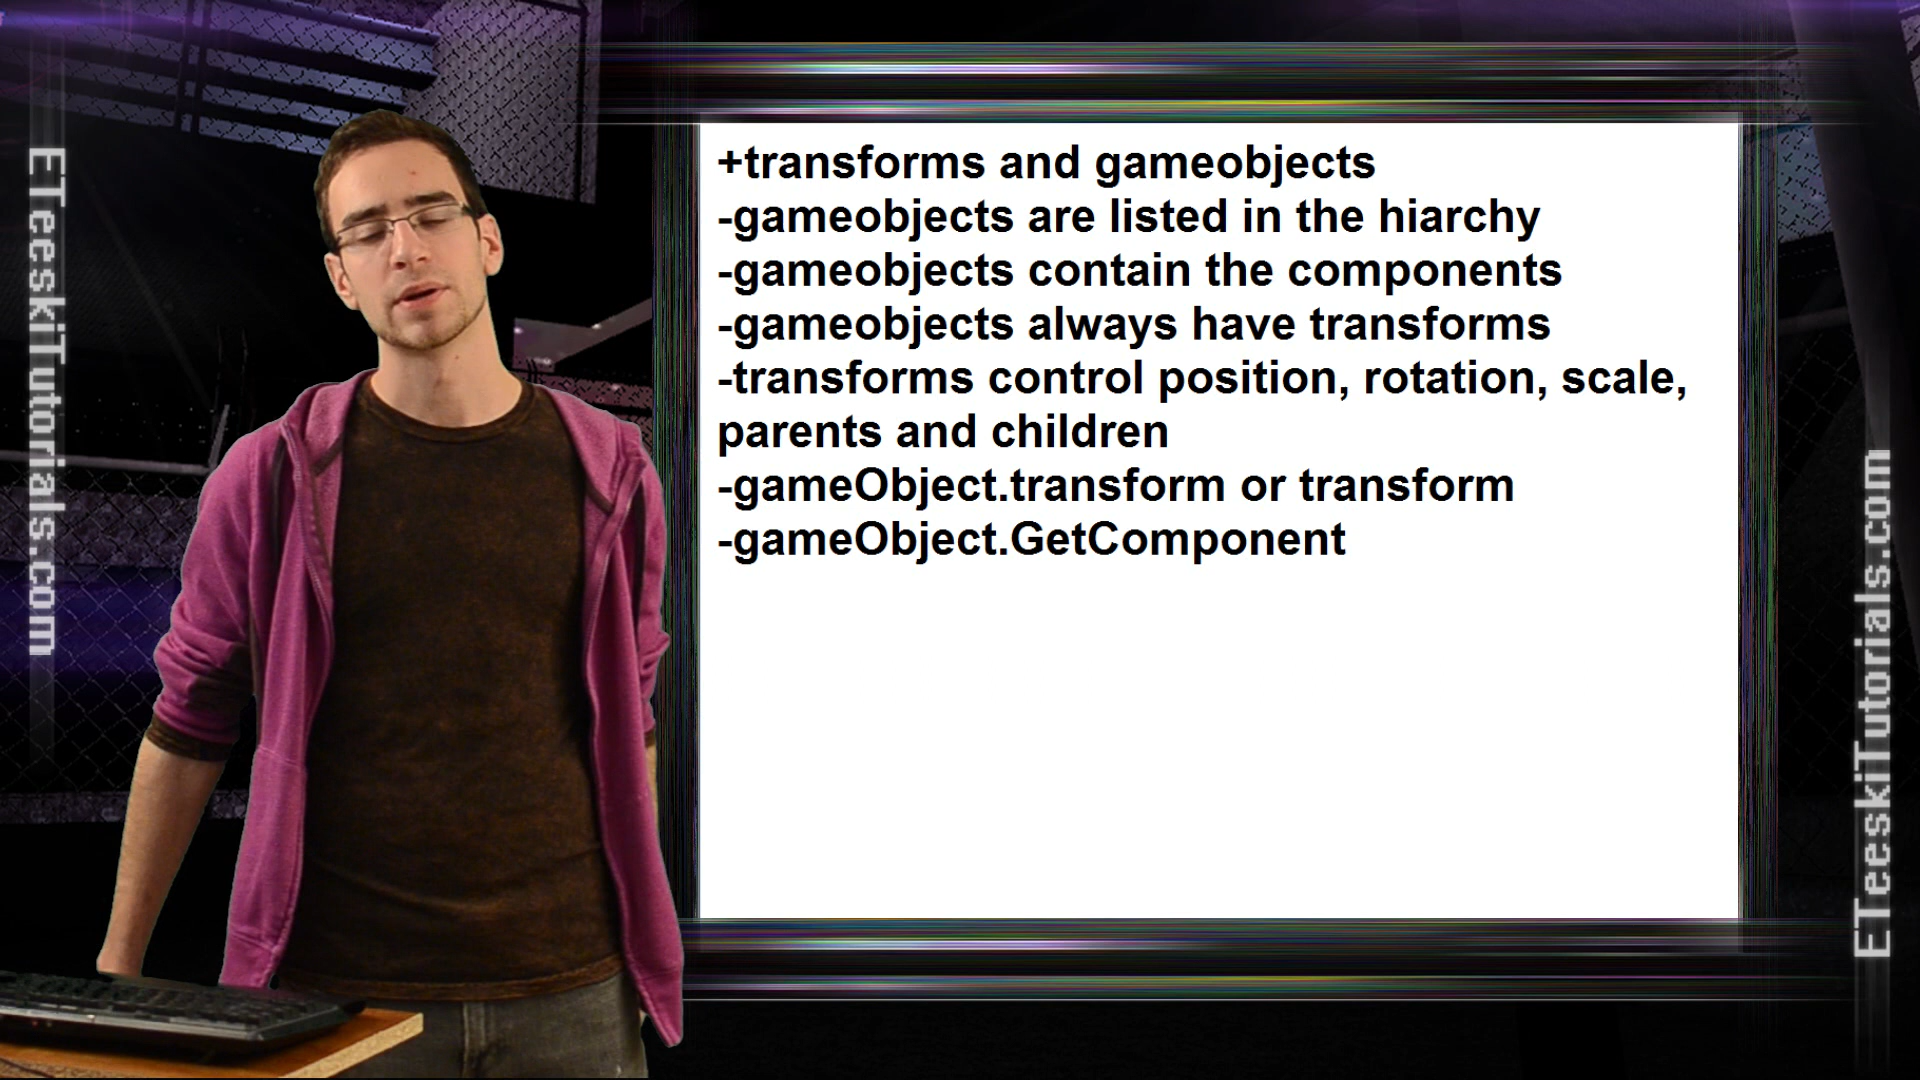 ETeeskiTutorials.com
+transforms and gameobjects
-gameobjects are listed in the hiarchy
-gameobjects contain the components
-gameobjects always have transforms
-transforms control position, rotation, scale,
parents and children
-gameObject.transform or transform
-gameObject.GetComponent
ETeeskiTutorials.com